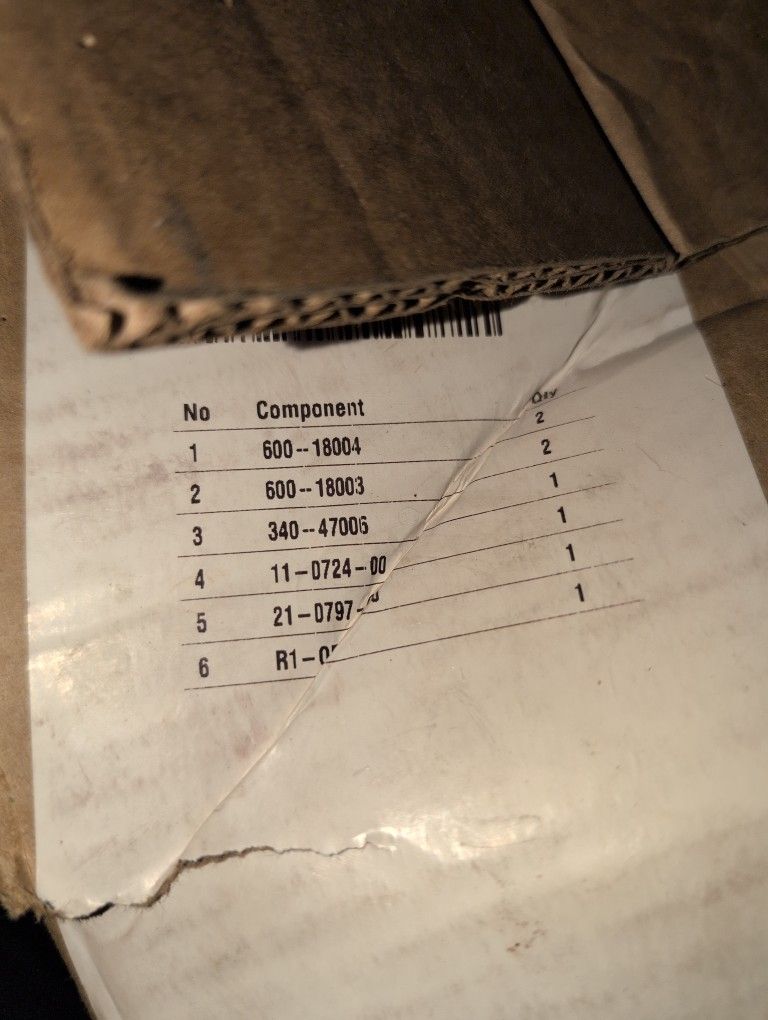 No Component Qty
1 600--18004 2
2 600--18003 2
3 340--47006 1
4 11-0724-00 1
5 21-0797- 1
6 R1-0 1